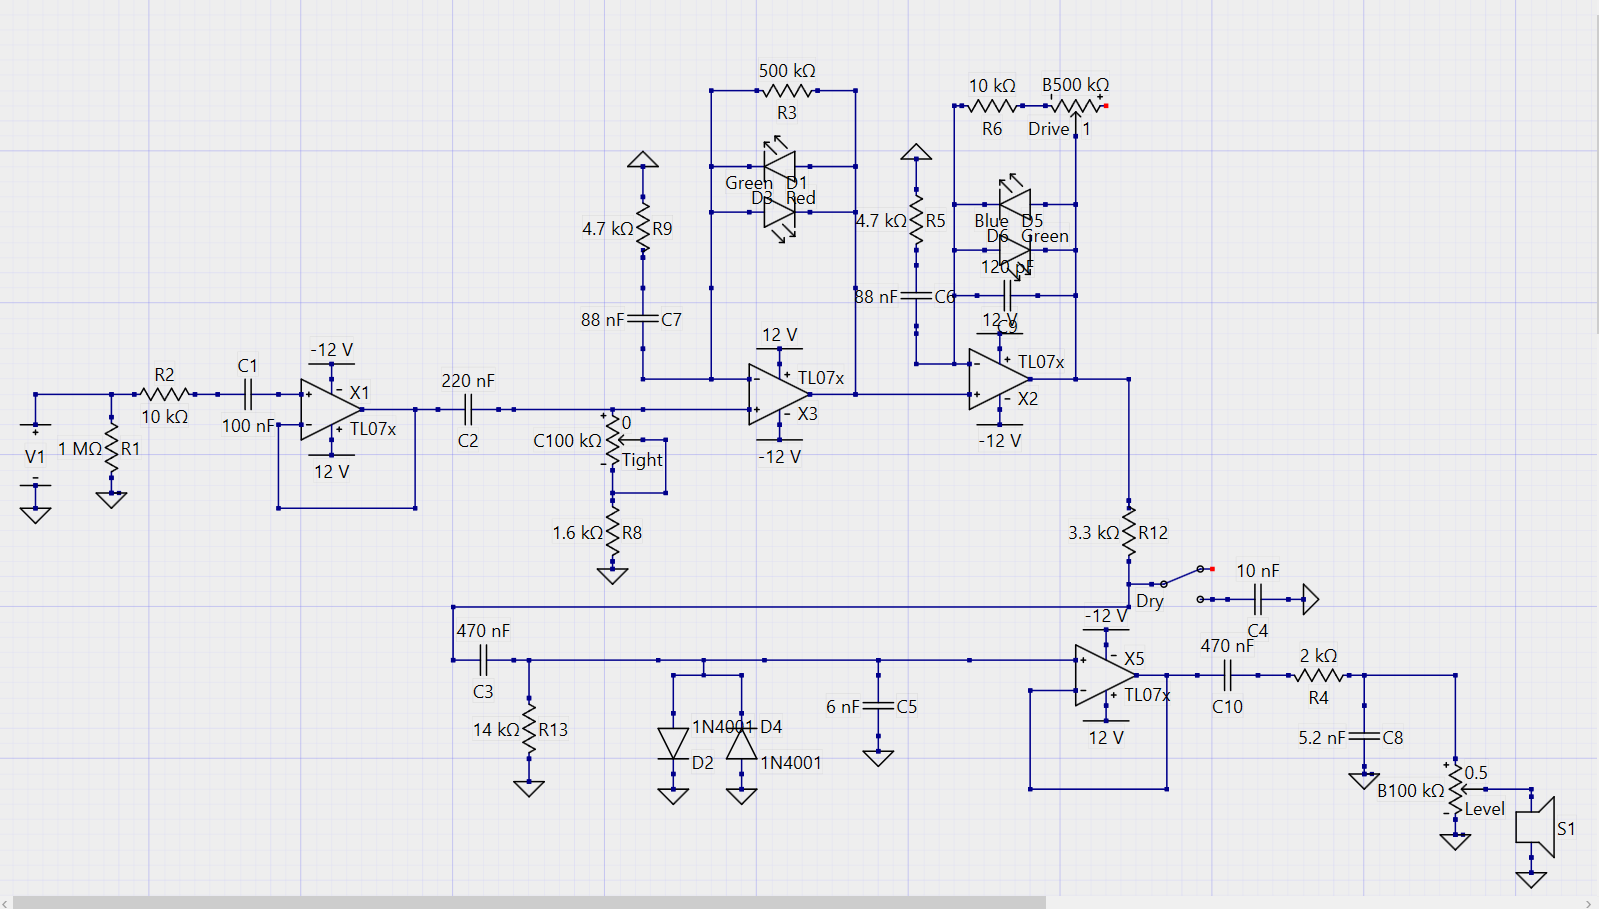 500 kΩ
R3
10 kΩ
B500 kΩ
R6
Drive
1
Green
D1
D3
Red
4.7 kΩ
R9
4.7 kΩ
R5
Blue
D5
D6
Green
120 pF
88 nF
C6
C9
88 nF
C7
12 V
12 V
-12 V
TL07x
X2
-12 V
TL07x
X3
-12 V
R2
C1
10 kΩ
100 nF
X1
TL07x
12 V
220 nF
C2
V1
1 MΩ
R1
0
C100 kΩ
Tight
1.6 kΩ
R8
3.3 kΩ
R12
10 nF
Dry
C4
-12 V
470 nF
C3
14 kΩ
R13
1N4001
D4
D2
1N4001
6 nF
C5
X5
TL07x
12 V
470 nF
C10
2 kΩ
R4
5.2 nF
C8
0.5
B100 kΩ
Level
S1